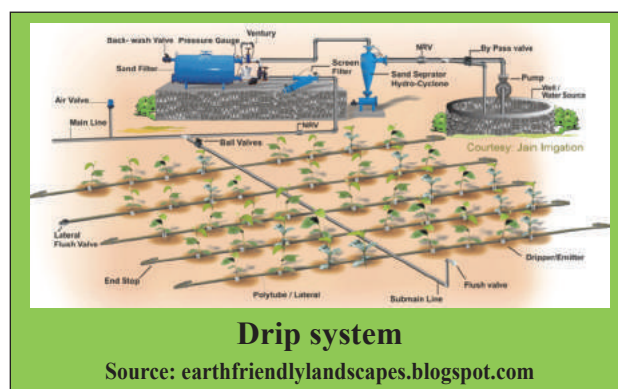 Back- wash Valve
Pressure Gauge
Ventury
Sand Filter
Screen
Filter
NRV
By Pass valve
Sand Seprator
Hydro-Cyclone
Pump
Well /
Water Source
Air Valve
Main Line
NRV
Ball Valves
Courtesy: Jain Irrigation
Lateral
Flush Valve
End Stop
Polytube / Lateral
Submain Line
Flush valve
Dripper/Emitter
Drip system
Source: earthfriendlylandscapes.blogspot.com